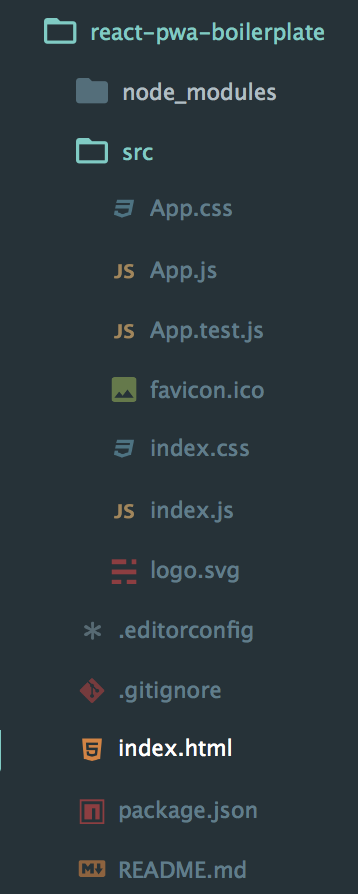 react-pwa-boilerplate
node_modules
src
App.css
JS App.js
JS App.test.js
favicon.ico
index.css
JS index.js
logo.svg
.editorconfig
.gitignore
index.html
package.json
README.md